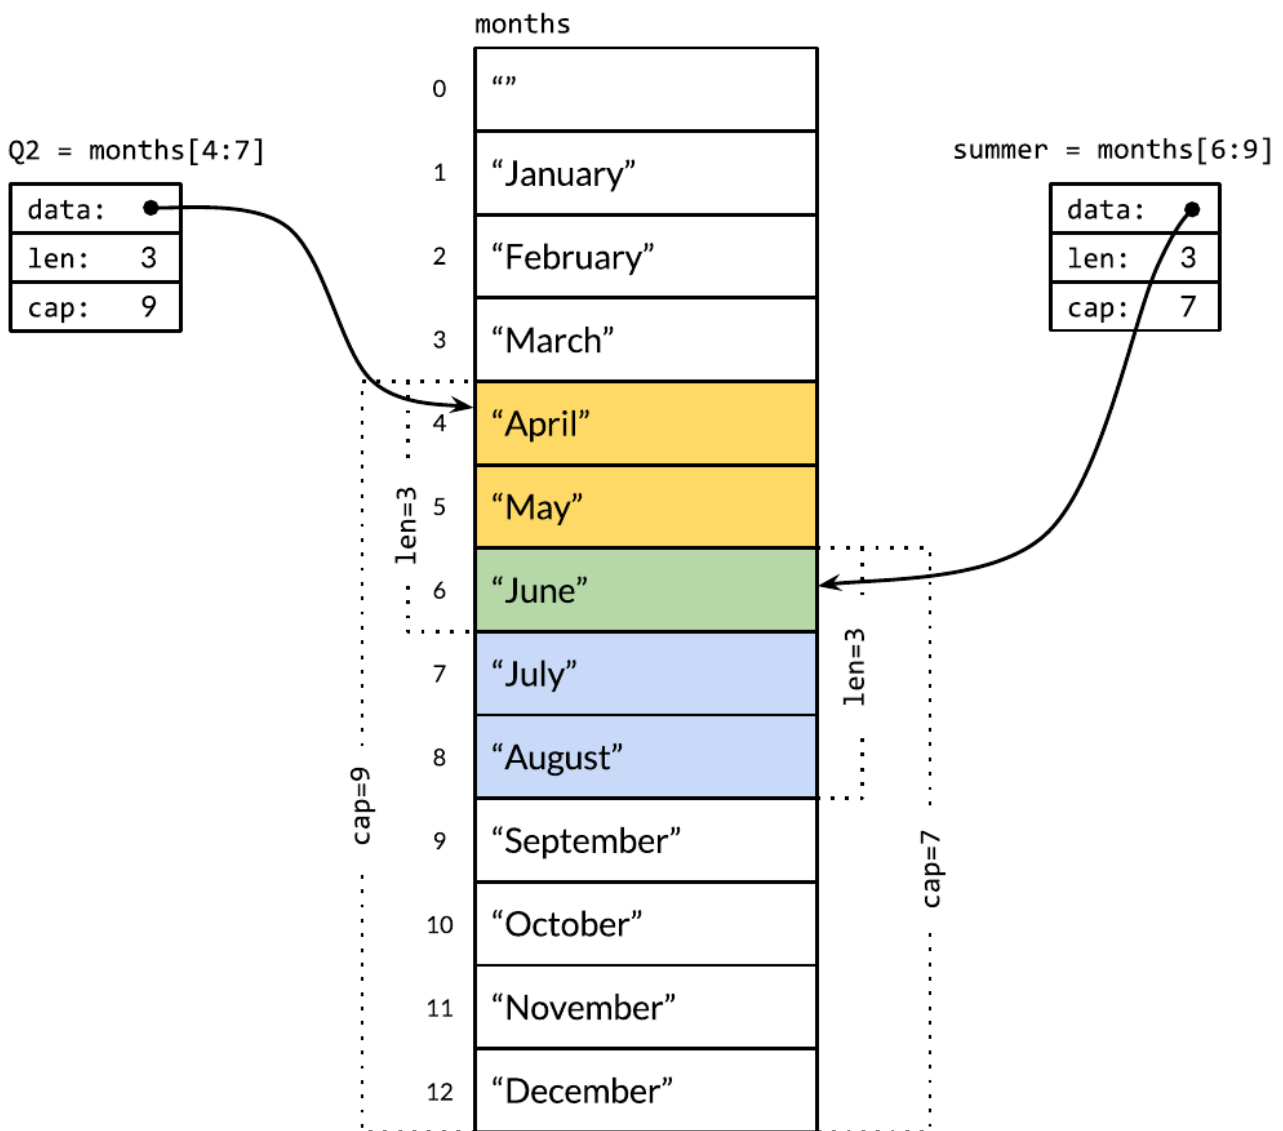 months
0 “”
Q2 = months[4:7]
data:
len: 3
cap: 9
summer = months[6:9]
data:
len: 3
cap: 7
1 “January”
2 “February”
3 “March”
4 “April”
5 “May”
6 “June”
7 “July”
8 “August”
9 “September”
10 “October”
11 “November”
12 “December”
len=3
cap=9
len=3
cap=7